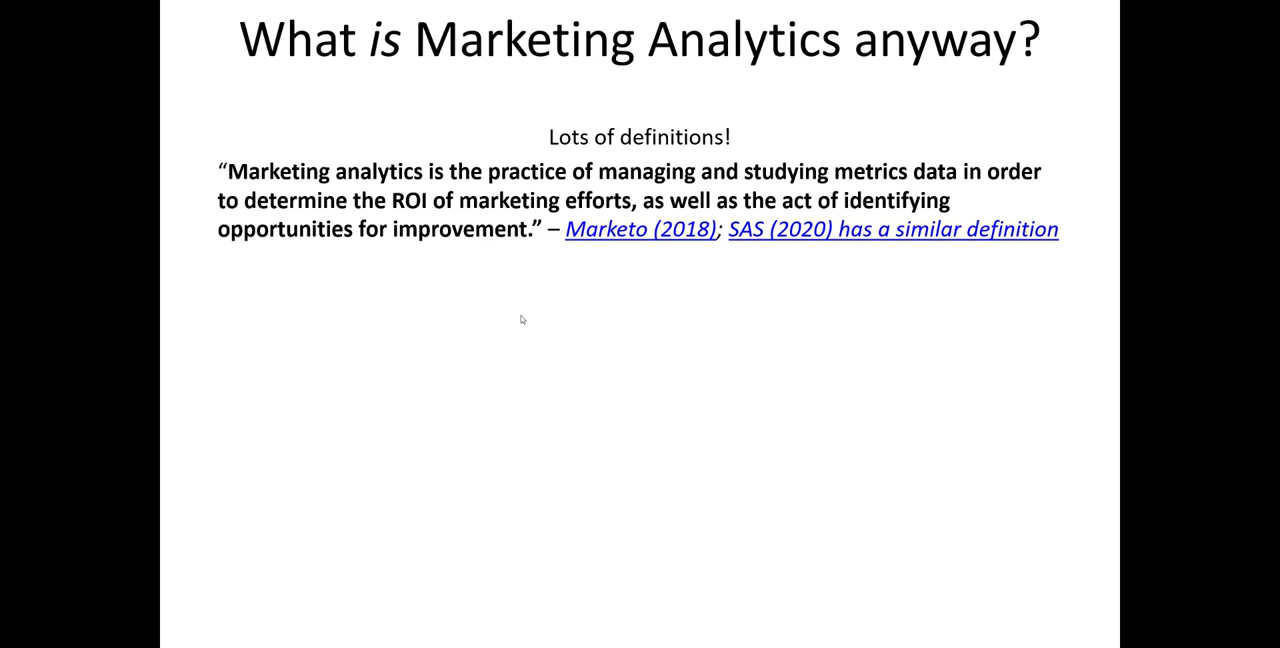 What is Marketing Analytics anyway?
Lots of definitions!
“Marketing analytics is the practice of managing and studying metrics data in order
to determine the ROI of marketing efforts, as well as the act of identifying
opportunities for improvement.” – Marketo (2018); SAS (2020) has a similar definition